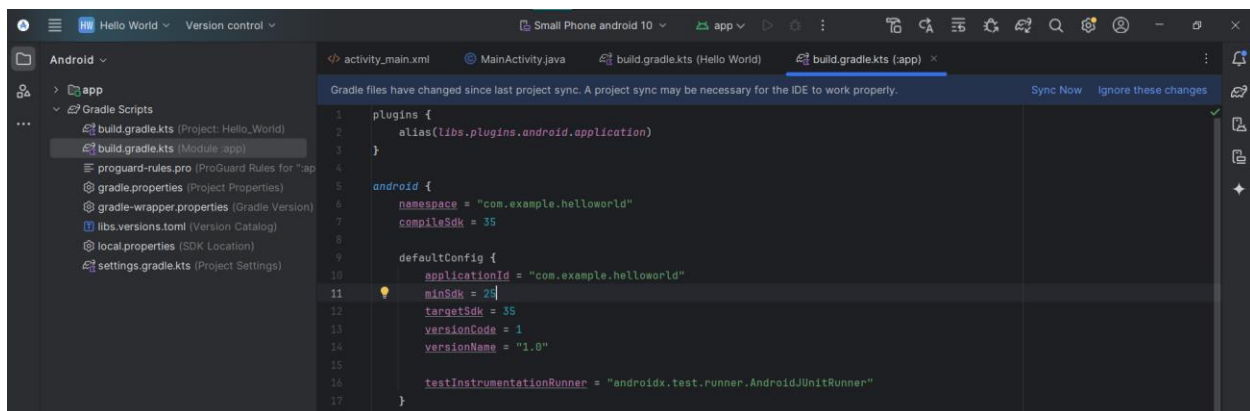 HW Hello World Version control Small Phone android 10 app
Android
activity_main.xml MainActivity.java build.gradle.kts (Hello World) build.gradle.kts (:app)
Gradle files have changed since last project sync. A project sync may be necessary for the IDE to work properly. Sync Now Ignore these changes
app
Gradle Scripts
build.gradle.kts (Project: Hello_World)
build.gradle.kts (Module :app)
proguard-rules.pro (ProGuard Rules for ":ap
gradle.properties (Project Properties)
gradle-wrapper.properties (Gradle Version)
libs.versions.toml (Version Catalog)
local.properties (SDK Location)
settings.gradle.kts (Project Settings)
1 plugins {
2 alias(libs.plugins.android.application)
3 }
4
5 android {
6 namespace = "com.example.helloworld"
7 compileSdk = 35
8
9 defaultConfig {
10 applicationId = "com.example.helloworld"
11 minSdk = 25
12 targetSdk = 35
13 versionCode = 1
14 versionName = "1.0"
15
16 testInstrumentationRunner = "androidx.test.runner.AndroidJUnitRunner"
17 }